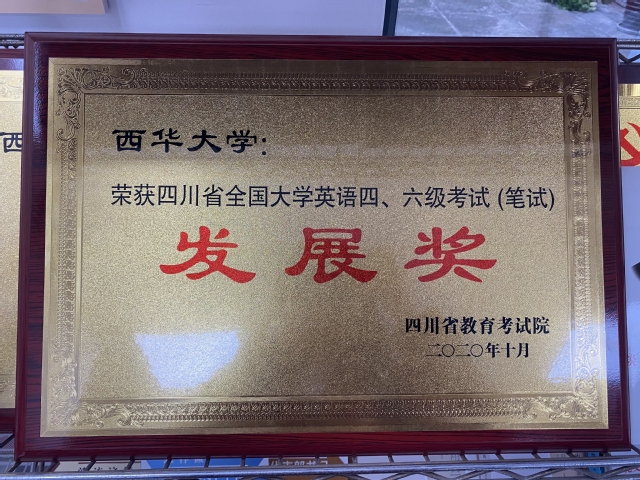 西华大学：
荣获四川省全国大学英语四、六级考试(笔试)
发展奖
四川省教育考试院
二〇二〇年十月
西